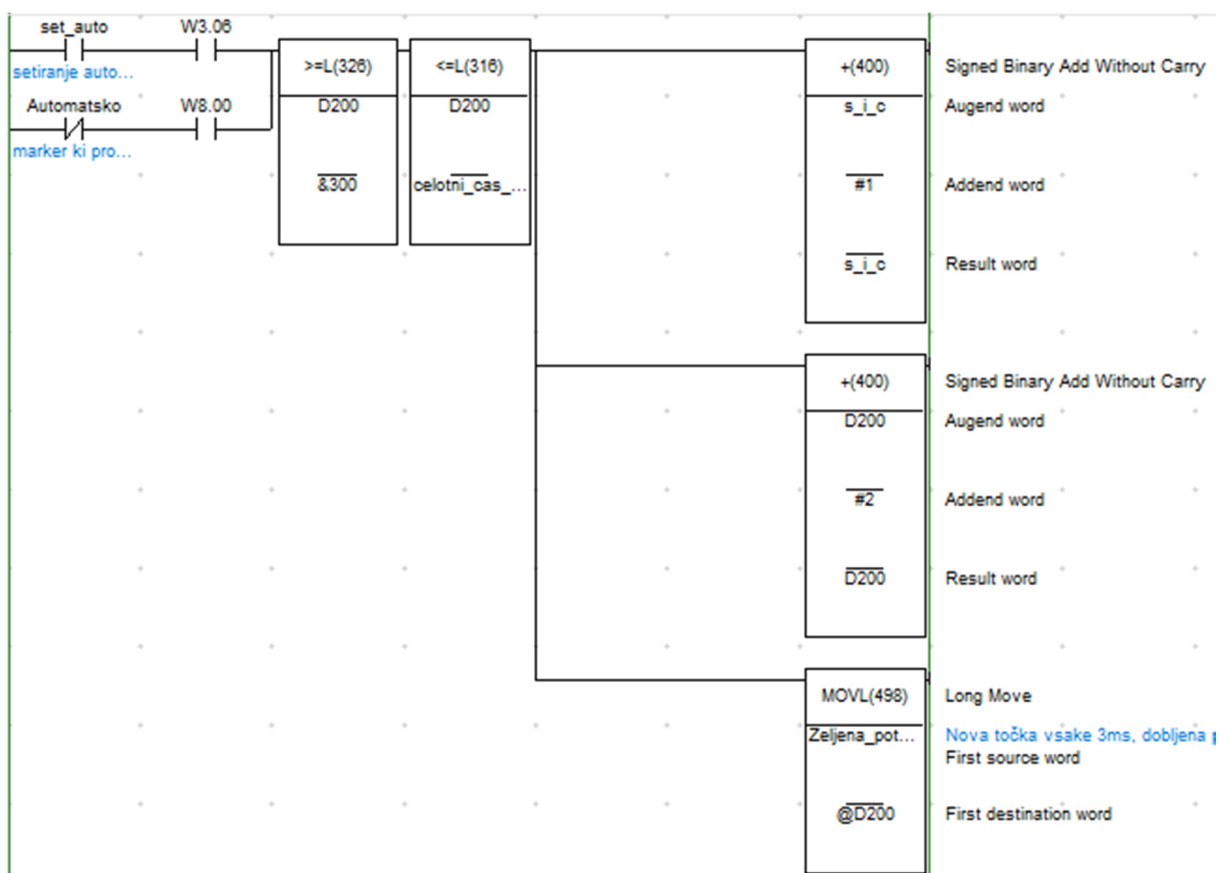 set_auto W3.06
setiranje auto...
Automatsko W8.00
marker ki pro...
>=L(326)
D200
&300
<=L(316)
D200
celotni_cas_...
+(400) Signed Binary Add Without Carry
s_i_c Augend word
#1 Addend word
s_i_c Result word
+(400) Signed Binary Add Without Carry
D200 Augend word
#2 Addend word
D200 Result word
MOVL(498) Long Move
Zeljena_pot... Nova točka vsake 3ms, dobljena
First source word
@D200 First destination word